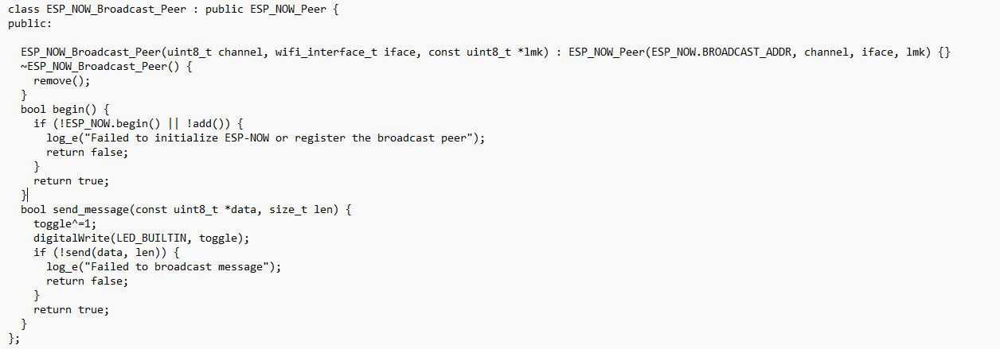 class ESP_NOW_Broadcast_Peer : public ESP_NOW_Peer {
public:

  ESP_NOW_Broadcast_Peer(uint8_t channel, wifi_interface_t iface, const uint8_t *lmk) : ESP_NOW_Peer(ESP_NOW.BROADCAST_ADDR, channel, iface, lmk) {}
  ~ESP_NOW_Broadcast_Peer() {
    remove();
  }
  bool begin() {
    if (!ESP_NOW.begin() || !add()) {
      log_e("Failed to initialize ESP-NOW or register the broadcast peer");
      return false;
    }
    return true;
  }
  bool send_message(const uint8_t *data, size_t len) {
    toggle^=1;
    digitalWrite(LED_BUILTIN, toggle);
    if (!send(data, len)) {
      log_e("Failed to broadcast message");
      return false;
    }
    return true;
  }
};